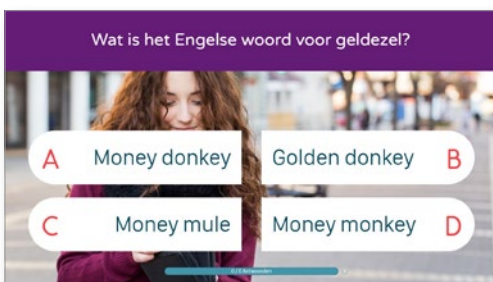 Wat is het Engelse woord voor geldezel?
A Money donkey
Golden donkey B
C Money mule
Money monkey D